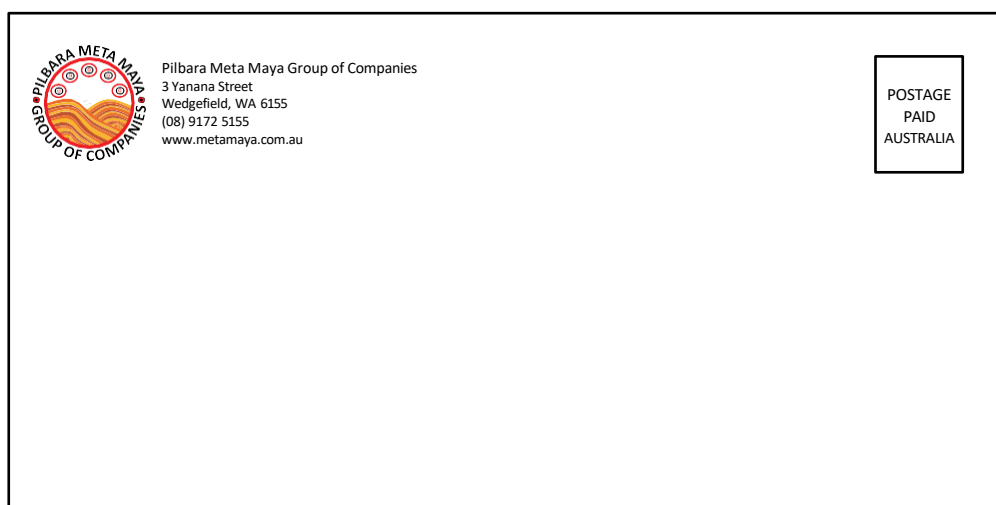 PILBARA META MAYA
GROUP OF COMPANIES
Pilbara Meta Maya Group of Companies
3 Yanana Street
Wedgefield, WA 6155
(08) 9172 5155
www.metamaya.com.au
POSTAGE
PAID
AUSTRALIA